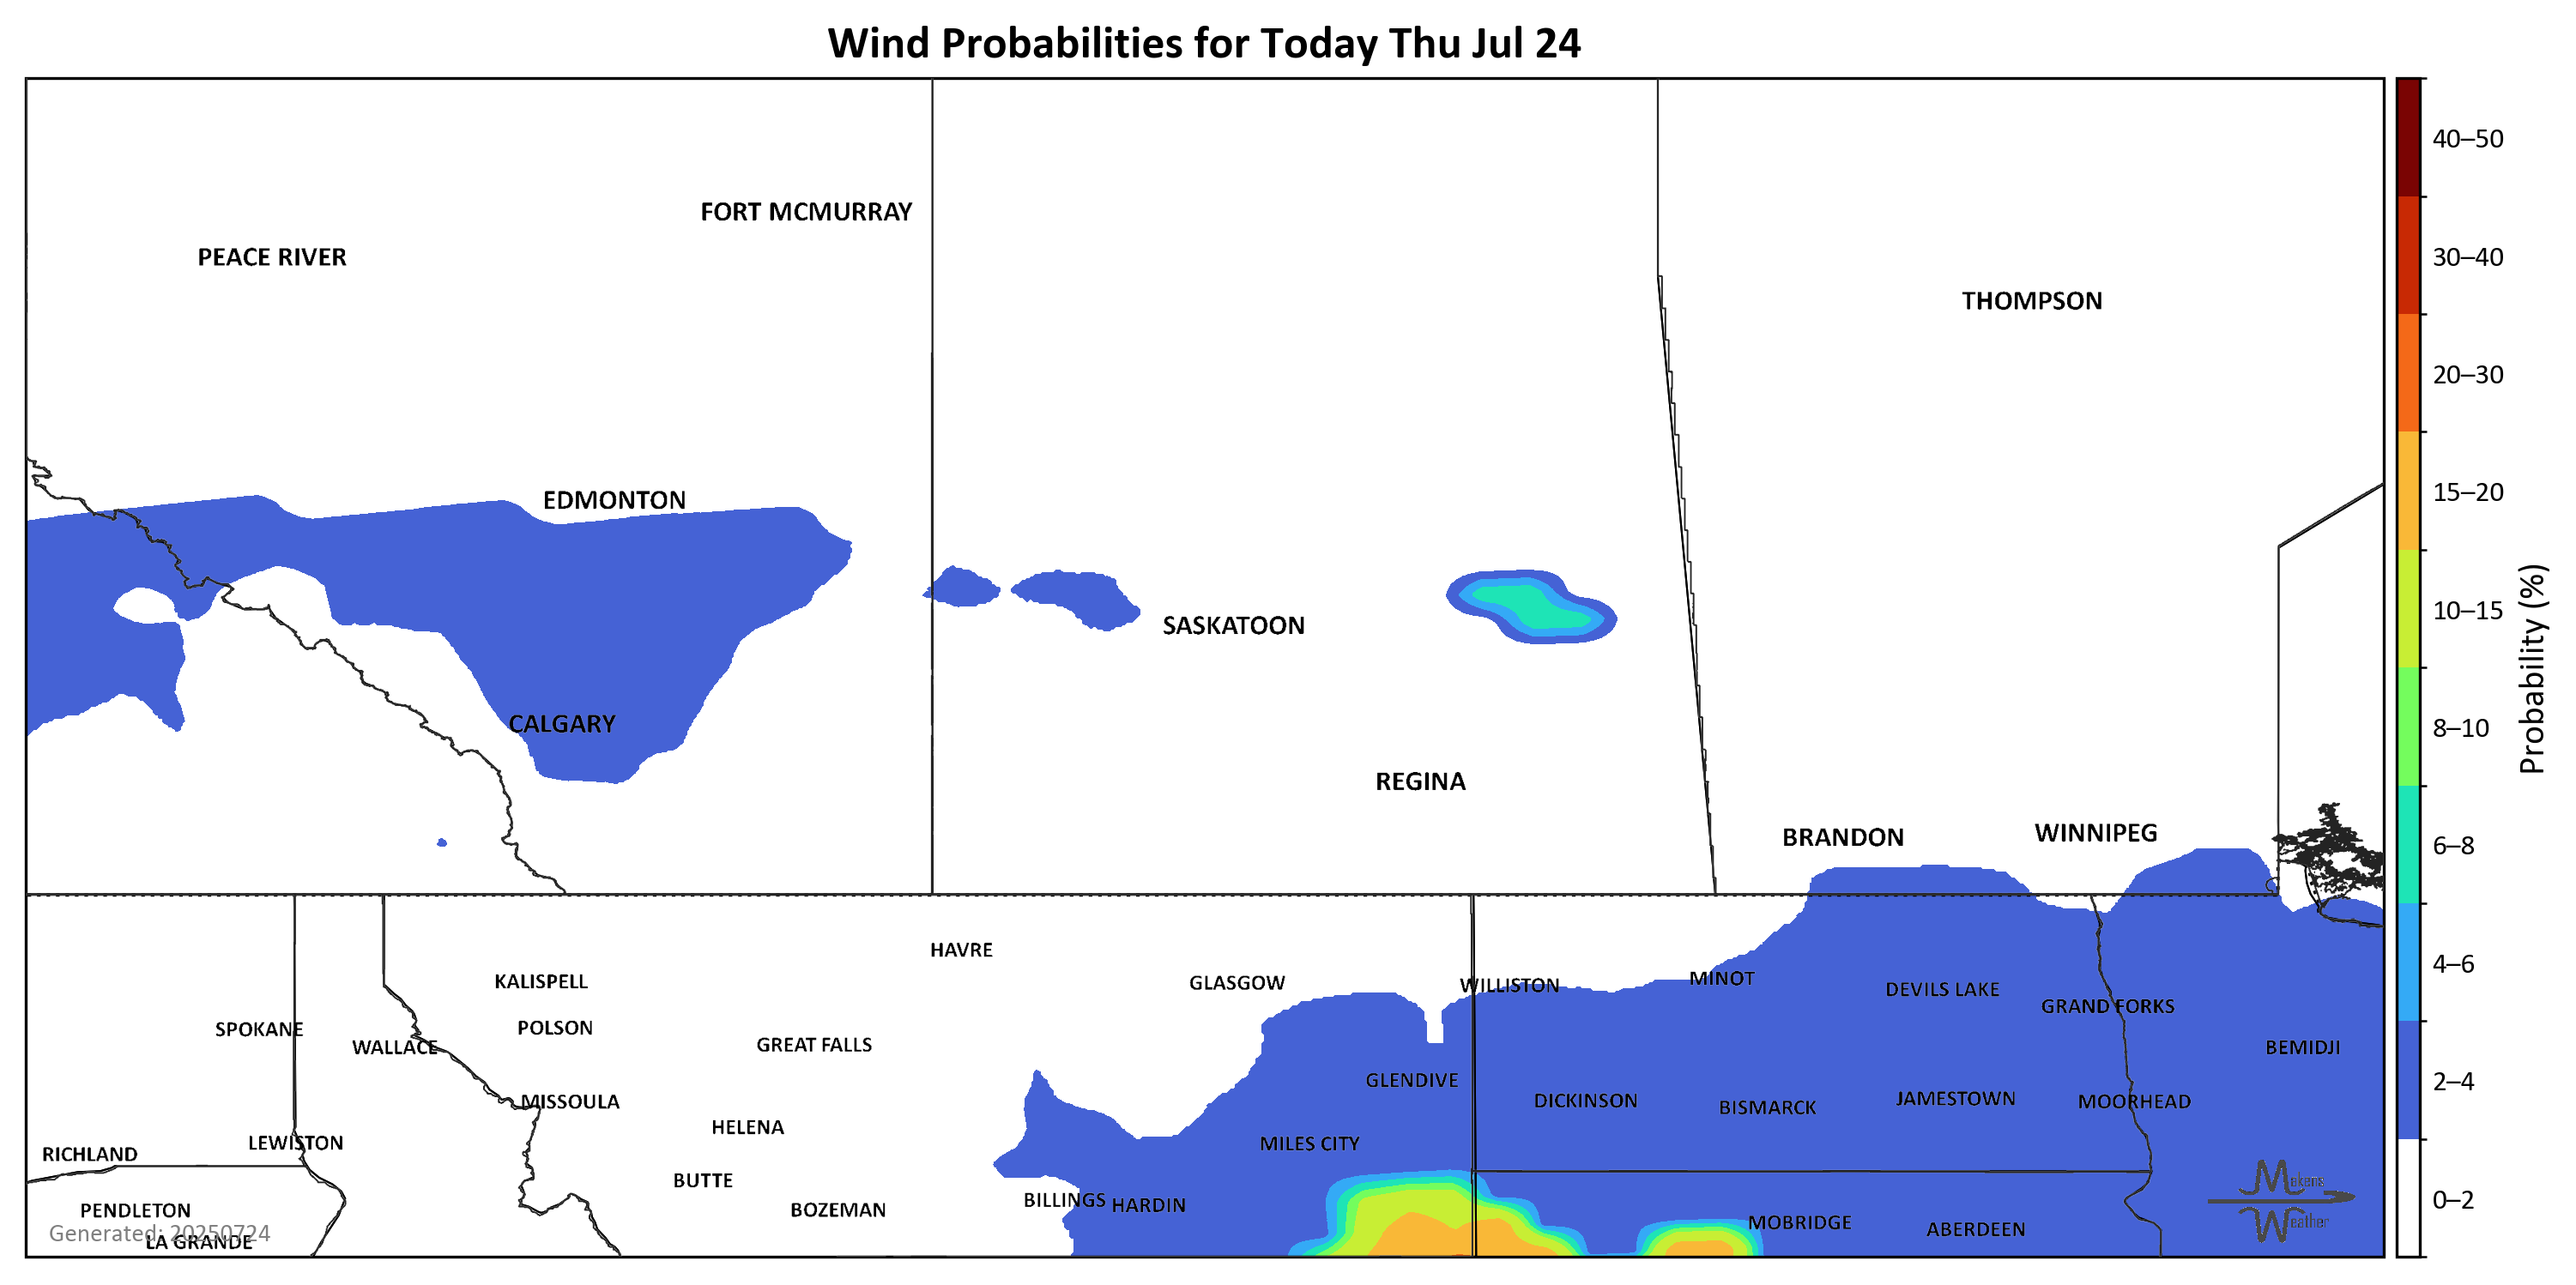 Wind Probabilities for Today Thu Jul 24
FORT MCMURRAY
PEACE RIVER
THOMPSON
EDMONTON
SASKATOON
CALGARY
REGINA
BRANDON
WINNIPEG
HAVRE
KALISPELL
GLASGOW
WILLISTON
MINOT
DEVILS LAKE
GRAND FORKS
SPOKANE
POLSON
WALLACE
GREAT FALLS
BEMIDJI
GLENDIVE
MISSOULA
DICKINSON
BISMARCK
JAMESTOWN
MOORHEAD
HELENA
LEWISTON
MILES CITY
RICHLAND
BUTTE
BILLINGS
HARDIN
PENDLETON
BOZEMAN
MOBRIDGE
ABERDEEN
Generated: 20250724
LA GRANDE
Mokens
Weather
40–50
30–40
20–30
15–20
10–15
8–10
6–8
4–6
2–4
0–2
Probability (%)